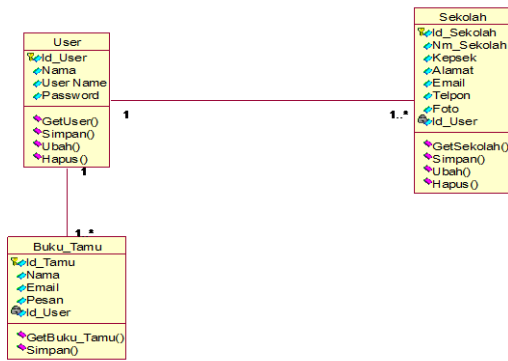 User
Id_User
Nama
User Name
Password
GetUser()
Simpan()
Ubah()
Hapus()
1
1..*
Sekolah
Id_Sekolah
Nm_Sekolah
Kepsek
Alamat
Email
Telpon
Foto
Id_User
GetSekolah()
Simpan()
Ubah()
Hapus()
1
1..*
Buku_Tamu
Id_Tamu
Nama
Email
Pesan
Id_User
GetBuku_Tamu()
Simpan()